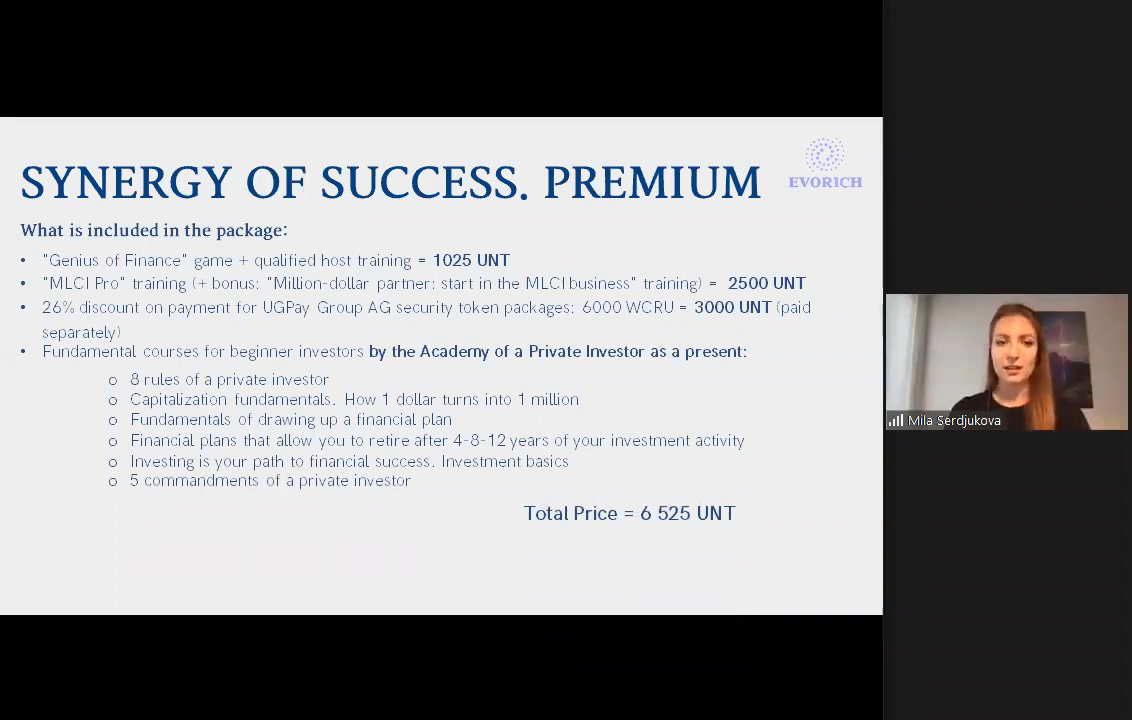 SYNERGY OF SUCCESS. PREMIUM
EVORICH
What is included in the package:
• "Genius of Finance" game + qualified host training = 1025 UNT
• "MLCI Pro" training (+ bonus: "Million-dollar partner: start in the MLCI business" training) = 2500 UNT
• 26% discount on payment for UGPay Group AG security token packages: 6000 WCRU = 3000 UNT (paid
separately)
• Fundamental courses for beginner investors by the Academy of a Private Investor as a present:
o 8 rules of a private investor
o Capitalization fundamentals. How 1 dollar turns into 1 million
o Fundamentals of drawing up a financial plan
o Financial plans that allow you to retire after 4-8-12 years of your investment activity
o Investing is your path to financial success. Investment basics
o 5 commandments of a private investor
Total Price = 6 525 UNT
Mila Serdjukova